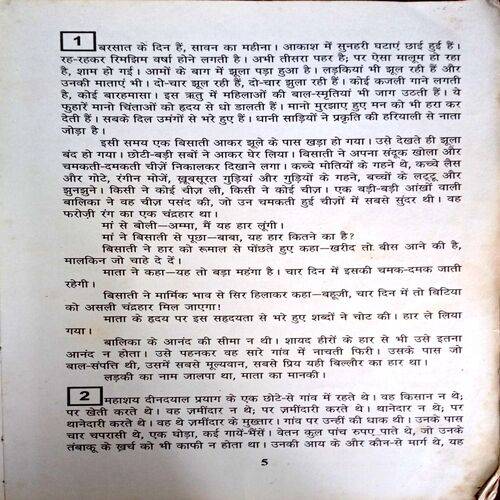 1
बरसात के दिन हैं, सावन का महीना। आकाश में सुनहरी घटाएं छाई हुई हैं।
रह-रहकर रिमझिम वर्षा होने लगती है। अभी तीसरा पहर है; पर ऐसा मालूम हो रहा
है, शाम हो गई। आमों के बाग़ में झूला पड़ा हुआ है। लड़कियां भी झूल रही हैं और
उनकी माताएं भी। दो-चार झूल रही हैं, दो-चार झुला रही हैं। कोई कजली गाने लगती
है, कोई बारहमासा। इस ऋतु में महिलाओं की बाल-स्मृतियां भी जाग उठती हैं। ये
फुहारें मानो चिंताओं को हृदय से धो डालती हैं। मानो मुरझाए हुए मन को भी हरा कर
देती हैं। सबके दिल उमंगों से भरे हुए हैं। धानी साड़ियों ने प्रकृति की हरियाली से नाता
जोड़ा है।
इसी समय एक बिसाती आकर झूले के पास खड़ा हो गया। उसे देखते ही झूला
बंद हो गया। छोटी-बड़ी सबों ने आकर घेर लिया। बिसाती ने अपना संदूक खोला और
चमकती-दमकती चीज़ें निकालकर दिखाने लगा। कच्चे मोतियों के गहने थे, कच्चे लैस
और गोटे, रंगीन मोजे, ख़ूबसूरत गुड़ियां और गुड़ियों के गहने, बच्चों के लट्टू और
झुनझुने। किसी ने कोई चीज़ ली, किसी ने कोई चीज़। एक बड़ी-बड़ी आंखों वाली
बालिका ने वह चीज़ पसंद की, जो उन चमकती हुई चीज़ों में सबसे सुंदर थी। वह
फ़रोज़ी रंग का एक चंद्रहार था।
मां से बोली—अम्मा, मैं यह हार लूंगी।
मां ने बिसाती से पूछा—बाबा, यह हार कितने का है?
बिसाती ने हार को रूमाल से पोंछते हुए कहा—खरीद तो बीस आने की है,
मालकिन जो चाहे दे दें।
माता ने कहा—यह तो बड़ा महंगा है। चार दिन में इसकी चमक-दमक जाती
रहेगी।
बिसाती ने मार्मिक भाव से सिर हिलाकर कहा—बहूजी, चार दिन में तो बिटिया
को असली चंद्रहार मिल जाएगा!
माता के हृदय पर इस सहृदयता से भरे हुए शब्दों ने चोट की। हार ले लिया
गया।
बालिका के आनंद की सीमा न थी। शायद हीरों के हार से भी उसे इतना
आनंद न होता। उसे पहनकर वह सारे गांव में नाचती फिरी। उसके पास जो
बाल-संपत्ति थी, उसमें सबसे मूल्यवान, सबसे प्रिय यही बिल्लौर का हार था।
लड़की का नाम जालपा था, माता का मानकी।
2
महाशय दीनदयाल प्रयाग के एक छोटे-से गांव में रहते थे। वह किसान न थे;
पर खेती करते थे। वह ज़मींदार न थे; पर ज़मींदारी करते थे। थानेदार न थे; पर
थानेदारी करते थे। वह थे ज़मींदार के मुख़्तार। गांव पर उन्हीं की धाक थी। उनके पास
चार चपरासी थे, एक घोड़ा, कई गायें-भैंसें। वेतन कुल पांच रुपए पाते थे, जो उनके
तंबाकू के ख़र्च को भी काफी न होता था। उनकी आय के और कौन-से मार्ग थे, यह
5